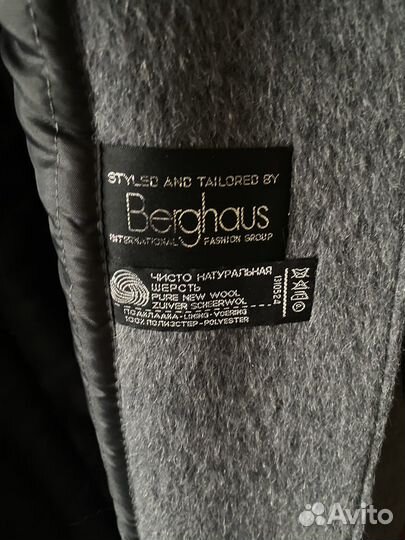 STYLED AND TAILORED BY
Berghaus
INTERNATIONAL FASHION GROUP
ЧИСТО НАТУРАЛЬНАЯ
ШЕРСТЬ
PURE NEW WOOL
ZUIVER SCHEERWOL
ПОДКЛАДКА-LINING-VOERING
100% ПОЛИЭСТЕР-POLYESTER
1310524
Avito